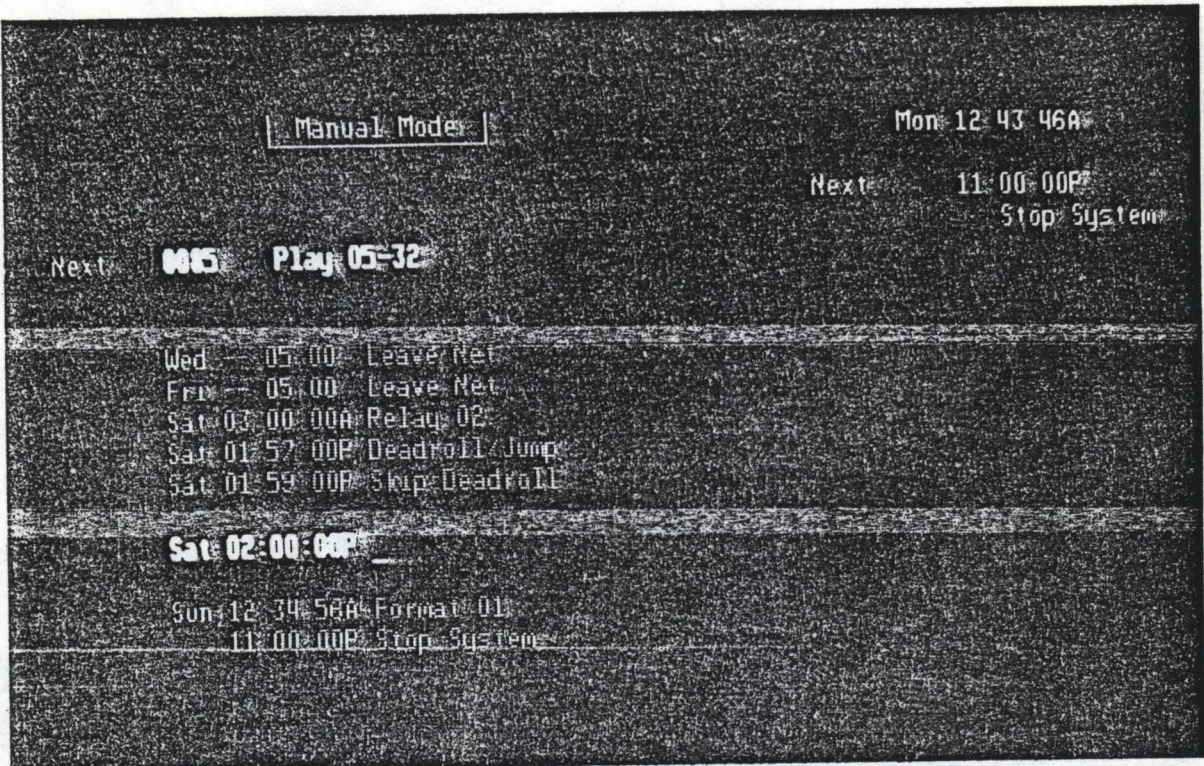 Manual Mode
Mon 12 43 46A
Next 11:00:00P
Stop System
Next 0085 Play 05-32
Wed -- 05:00 Leave Net
Fri -- 05:00 Leave Net
Sat 03:00:00A Relay 02
Sat 01:57:00P Deadroll/Jump
Sat 01:59:00P Skip Deadroll
Sat 02:00:00P _
Sun 12:34:56A Format 01
11:00:00P Stop System